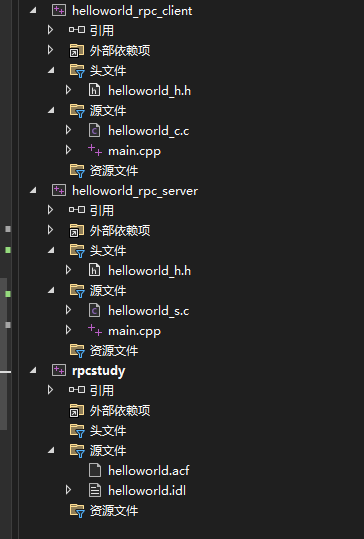 helloworld_rpc_client
引用
外部依赖项
头文件
helloworld_h.h
源文件
helloworld_c.c
main.cpp
资源文件
helloworld_rpc_server
引用
外部依赖项
头文件
helloworld_h.h
源文件
helloworld_s.c
main.cpp
资源文件
rpcstudy
引用
外部依赖项
头文件
源文件
helloworld.acf
helloworld.idl
资源文件